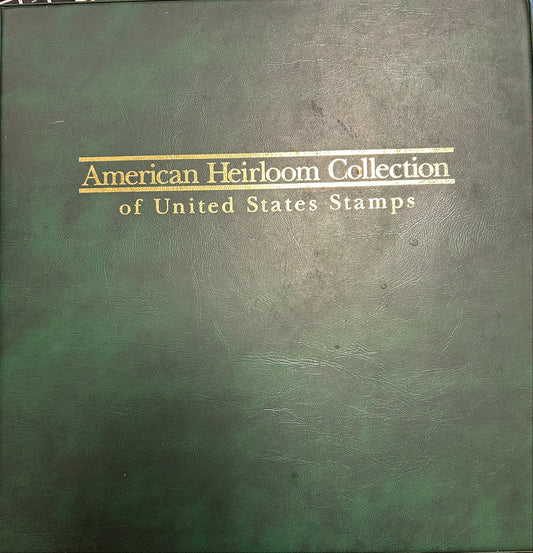 American Heirloom Collection
of United States Stamps